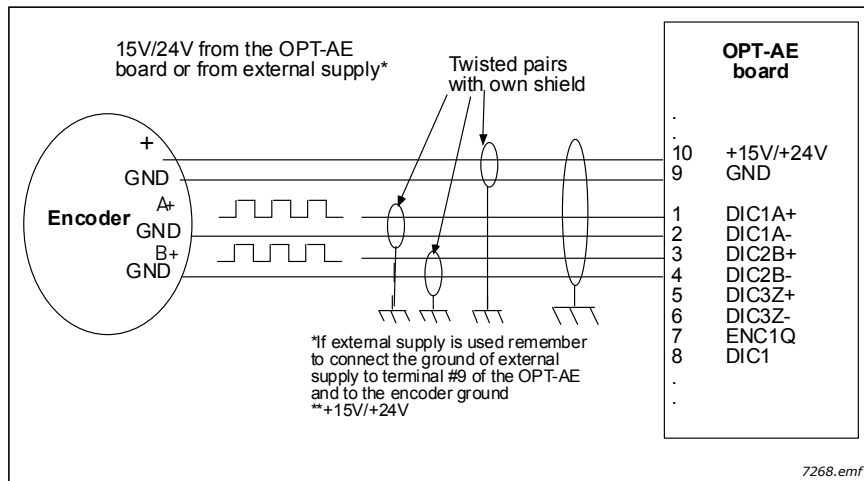 15V/24V from the OPT-AE
board or from external supply*
Twisted pairs
with own shield
OPT-AE
board
.
.
+
GND
A+
Encoder
GND
B+
GND
10 +15V/+24V
9 GND
1 DIC1A+
2 DIC1A-
3 DIC2B+
4 DIC2B-
5 DIC3Z+
6 DIC3Z-
7 ENC1Q
8 DIC1
.
.
*If external supply is used remember
to connect the ground of external
supply to terminal #9 of the OPT-AE
and to the encoder ground
**+15V/+24V
7268.emf